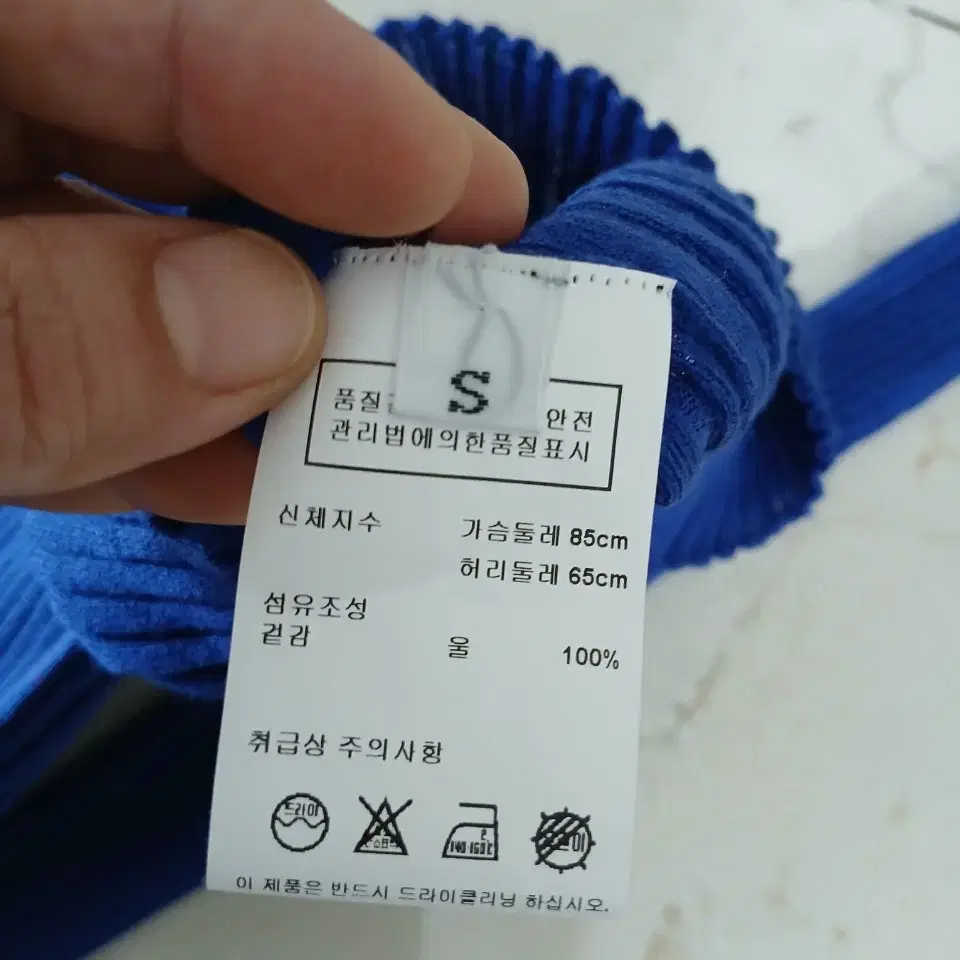 S
품질 안전
관리법에의한품질표시
신체지수 가슴둘레 85cm
허리둘레 65cm
섬유조성
겉감 울 100%
취급상 주의사항
드라이
이 제품은 반드시 드라이클리닝 하십시오.